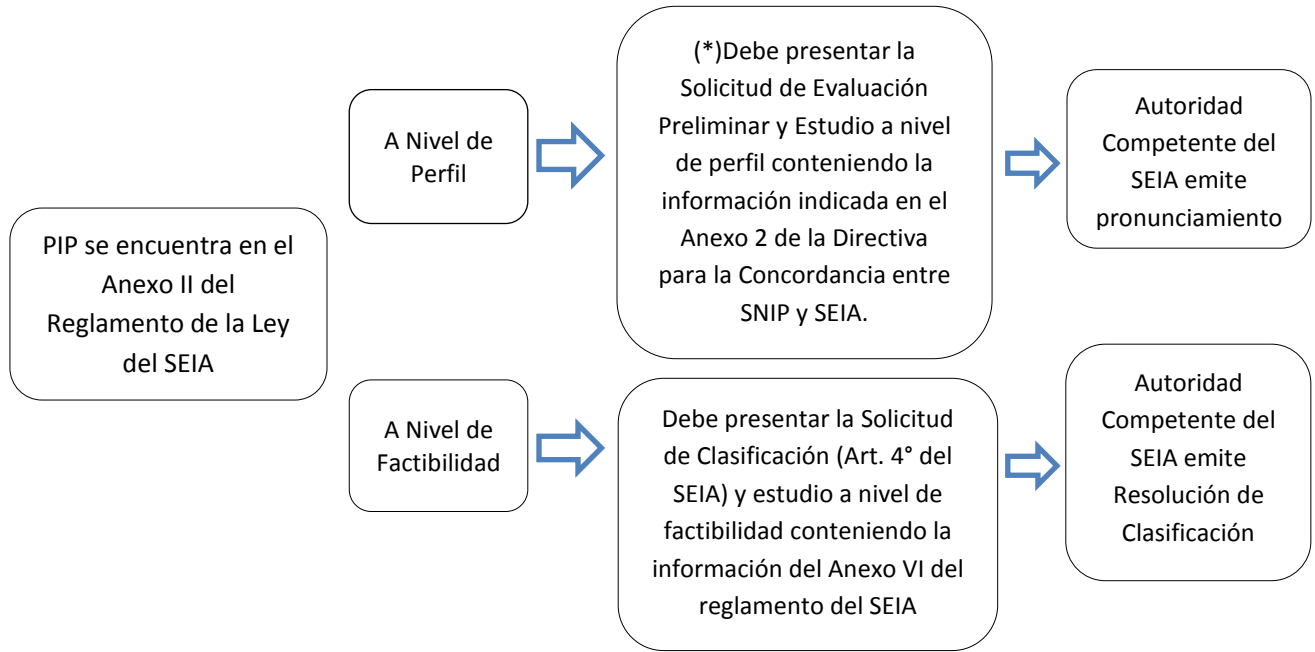 PIP se encuentra en el
Anexo II del
Reglamento de la Ley
del SEIA
A Nivel de
Perfil
(*)Debe presentar la
Solicitud de Evaluación
Preliminar y Estudio a nivel
de perfil conteniendo la
información indicada en el
Anexo 2 de la Directiva
para la Concordancia entre
SNIP y SEIA.
Autoridad
Competente del
SEIA emite
pronunciamiento
A Nivel de
Factibilidad
Debe presentar la Solicitud
de Clasificación (Art. 4° del
SEIA) y estudio a nivel de
factibilidad conteniendo la
información del Anexo VI del
reglamento del SEIA
Autoridad
Competente del
SEIA emite
Resolución de
Clasificación